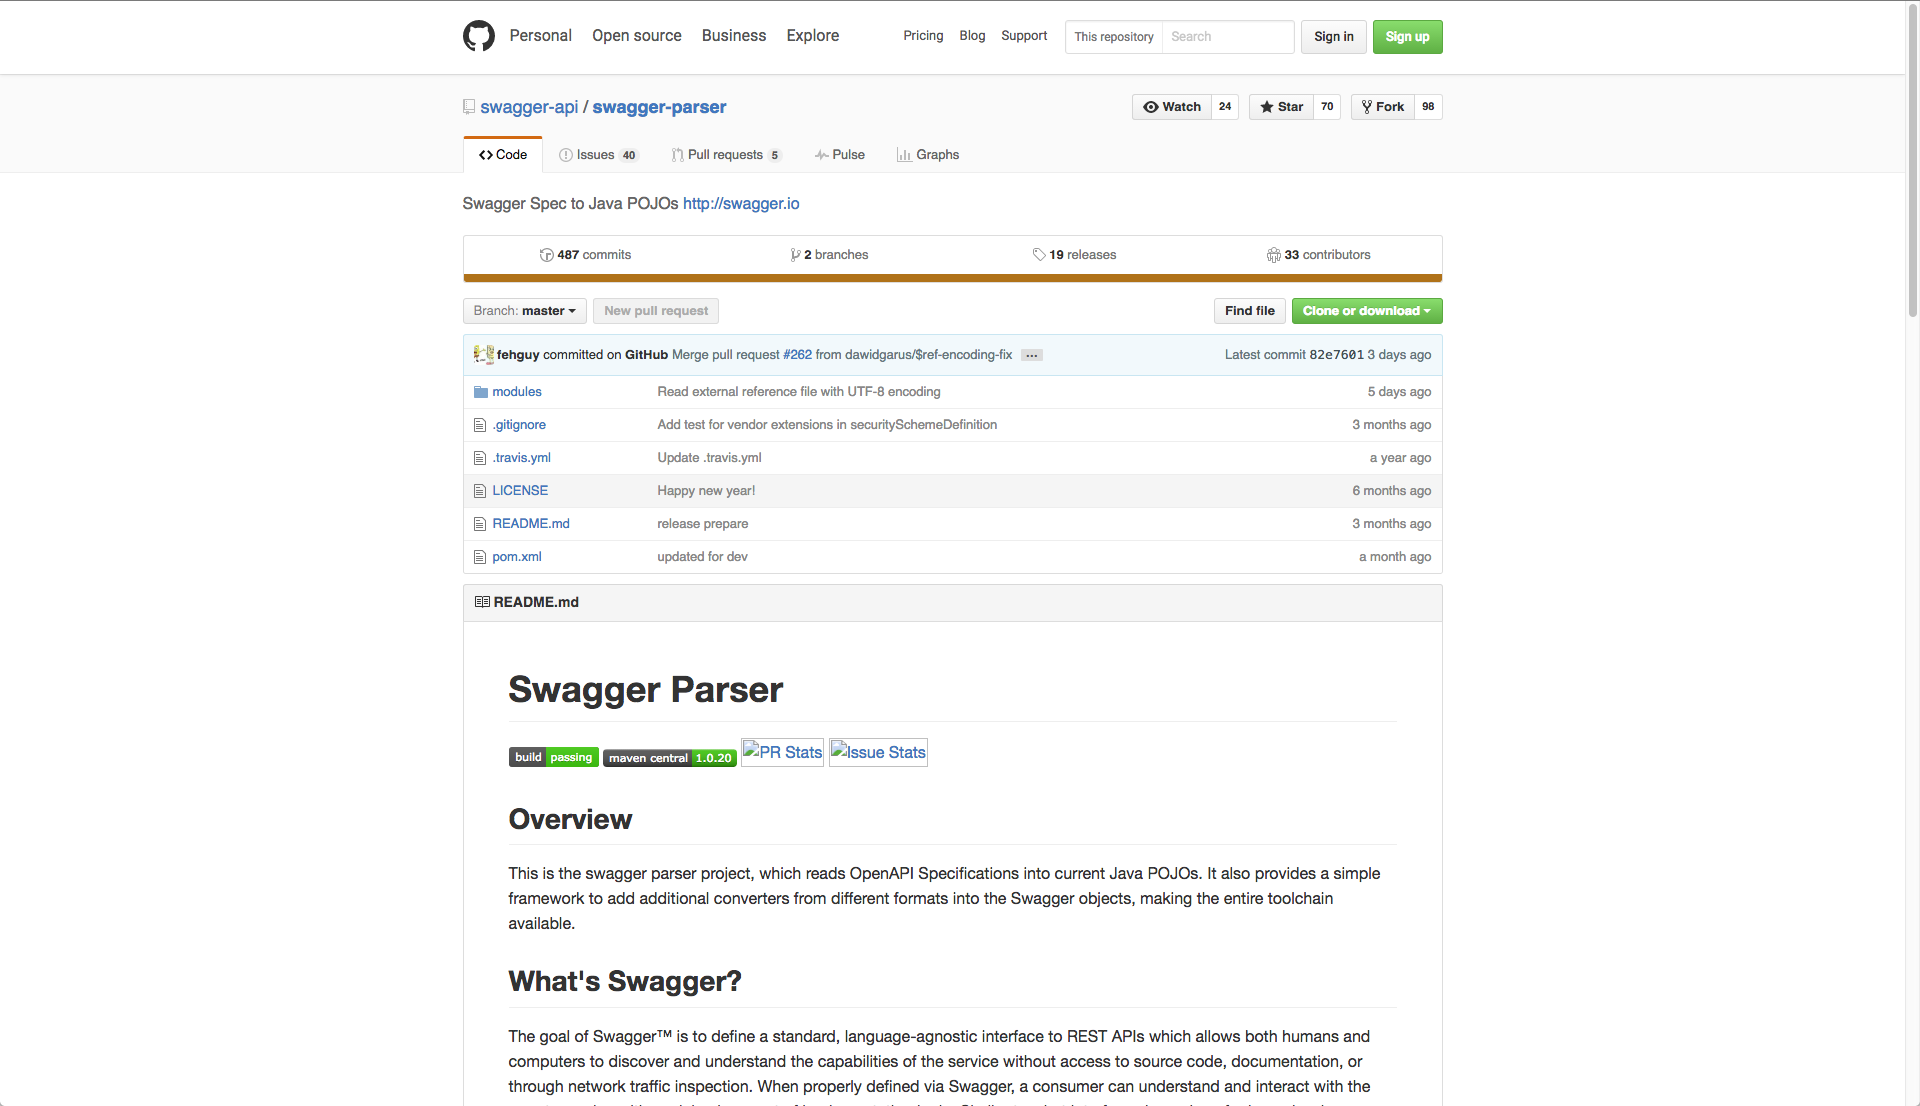 Personal Open source Business Explore Pricing Blog Support This repository Search Sign in Sign up
swagger-api / swagger-parser Watch 24 Star 70 Fork 98
Code Issues 40 Pull requests 5 Pulse Graphs
Swagger Spec to Java POJOs http://swagger.io
487 commits 2 branches 19 releases 33 contributors
Branch: master New pull request Find file Clone or download
fehguy committed on GitHub Merge pull request #262 from dawidgarus/$ref-encoding-fix ... Latest commit 82e7601 3 days ago
modules Read external reference file with UTF-8 encoding 5 days ago
.gitignore Add test for vendor extensions in securitySchemeDefinition 3 months ago
.travis.yml Update .travis.yml a year ago
LICENSE Happy new year! 6 months ago
README.md release prepare 3 months ago
pom.xml updated for dev a month ago
README.md
Swagger Parser
build passing maven central 1.0.20 PR Stats Issue Stats
Overview
This is the swagger parser project, which reads OpenAPI Specifications into current Java POJOs. It also provides a simple
framework to add additional converters from different formats into the Swagger objects, making the entire toolchain
available.
What's Swagger?
The goal of Swagger™ is to define a standard, language-agnostic interface to REST APIs which allows both humans and
computers to discover and understand the capabilities of the service without access to source code, documentation, or
through network traffic inspection. When properly defined via Swagger, a consumer can understand and interact with the